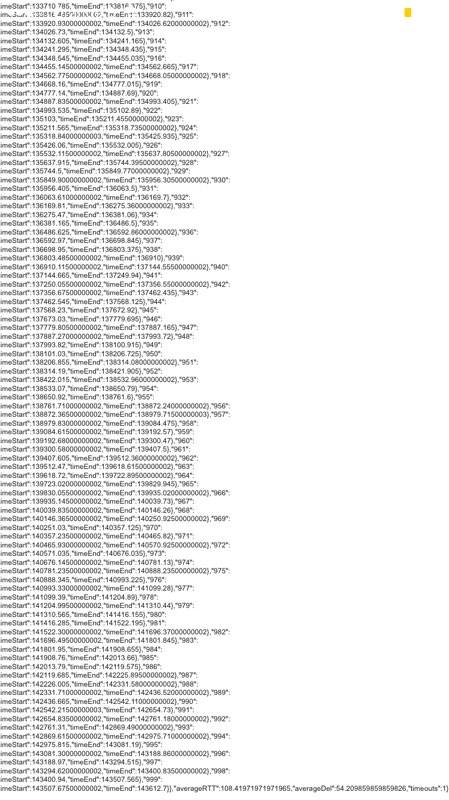 imeStart":133710
imeStart":133920.93000000002,"timeEnd":134026.62000000002},"912":
imeStart":134026.73,"timeEnd":134132.5},"913":
imeStart":134132.605,"timeEnd":134241.165},"914":
imeStart":134241.295,"timeEnd":134348.435},"915":
imeStart":134348.545,"timeEnd":134455.035},"916":
imeStart":134455.14500000002,"timeEnd":134562.665},"917":
imeStart":134562.77500000002,"timeEnd":134668.05000000002},"918":
imeStart":134668.16,"timeEnd":134777.015},"919":
imeStart":134777.14,"timeEnd":134887.69},"920":
imeStart":134887.83500000002,"timeEnd":134993.405},"921":
imeStart":134993.535,"timeEnd":135102.89},"922":
imeStart":135103,"timeEnd":135211.45500000002},"923":
imeStart":135211.565,"timeEnd":135318.73500000002},"924":
imeStart":135318.84000000003,"timeEnd":135425.935},"925":
imeStart":135426.06,"timeEnd":135532.005},"926":
imeStart":135532.11500000002,"timeEnd":135637.80500000002},"927":
imeStart":135637.915,"timeEnd":135744.39500000002},"928":
imeStart":135744.5,"timeEnd":135849.77000000002},"929":
imeStart":135849.90000000002,"timeEnd":135956.30500000002},"930":
imeStart":135956.405,"timeEnd":136063.5},"931":
imeStart":136063.61000000002,"timeEnd":136169.7},"932":
imeStart":136169.81,"timeEnd":136275.36000000002},"933":
imeStart":136275.47,"timeEnd":136381.06},"934":
imeStart":136381.165,"timeEnd":136486.5},"935":
imeStart":136486.625,"timeEnd":136592.86000000002},"936":
imeStart":136592.97,"timeEnd":136698.845},"937":
imeStart":136698.95,"timeEnd":136803.375},"938":
imeStart":136803.48500000002,"timeEnd":136910},"939":
imeStart":136910.11500000002,"timeEnd":137144.55500000002},"940":
imeStart":137144.665,"timeEnd":137249.94},"941":
imeStart":137250.05500000002,"timeEnd":137356.55000000002},"942":
imeStart":137356.67500000002,"timeEnd":137462.435},"943":
imeStart":137462.545,"timeEnd":137568.125},"944":
imeStart":137568.23,"timeEnd":137672.92},"945":
imeStart":137673.03,"timeEnd":137779.695},"946":
imeStart":137779.80500000002,"timeEnd":137887.165},"947":
imeStart":137887.27000000002,"timeEnd":137993.72},"948":
imeStart":137993.82,"timeEnd":138100.915},"949":
imeStart":138101.03,"timeEnd":138206.725},"950":
imeStart":138206.855,"timeEnd":138314.08000000002},"951":
imeStart":138314.19,"timeEnd":138421.905},"952":
imeStart":138422.015,"timeEnd":138532.96000000002},"953":
imeStart":138533.07,"timeEnd":138650.79},"954":
imeStart":138650.92,"timeEnd":138761.6},"955":
imeStart":138761.71000000002,"timeEnd":138872.24000000002},"956":
imeStart":138872.36500000002,"timeEnd":138979.71500000003},"957":
imeStart":138979.83000000002,"timeEnd":139084.475},"958":
imeStart":139084.61500000002,"timeEnd":139192.57},"959":
imeStart":139192.68000000002,"timeEnd":139300.47},"960":
imeStart":139300.58000000002,"timeEnd":139407.5},"961":
imeStart":139407.605,"timeEnd":139512.36000000002},"962":
imeStart":139512.47,"timeEnd":139618.61500000002},"963":
imeStart":139618.72,"timeEnd":139722.89500000002},"964":
imeStart":139723.02000000002,"timeEnd":139829.945},"965":
imeStart":139830.05500000002,"timeEnd":139935.02000000002},"966":
imeStart":139935.14500000002,"timeEnd":140039.73},"967":
imeStart":140039.83500000002,"timeEnd":140146.26},"968":
imeStart":140146.36500000002,"timeEnd":140250.92500000002},"969":
imeStart":140251.03,"timeEnd":140357.125},"970":
imeStart":140357.23500000002,"timeEnd":140465.82},"971":
imeStart":140465.93000000002,"timeEnd":140570.92500000002},"972":
imeStart":140571.035,"timeEnd":140676.035},"973":
imeStart":140676.14500000002,"timeEnd":140781.13},"974":
imeStart":140781.23500000002,"timeEnd":140888.23500000002},"975":
imeStart":140888.345,"timeEnd":140993.225},"976":
imeStart":140993.33000000002,"timeEnd":141099.28},"977":
imeStart":141099.39,"timeEnd":141204.89},"978":
imeStart":141204.99500000002,"timeEnd":141310.44},"979":
imeStart":141310.565,"timeEnd":141416.155},"980":
imeStart":141416.285,"timeEnd":141522.195},"981":
imeStart":141522.30000000002,"timeEnd":141696.37000000002},"982":
imeStart":141696.49500000002,"timeEnd":141801.845},"983":
imeStart":141801.95,"timeEnd":141908.655},"984":
imeStart":141908.76,"timeEnd":142013.66},"985":
imeStart":142013.79,"timeEnd":142119.575},"986":
imeStart":142119.685,"timeEnd":142225.89500000002},"987":
imeStart":142226.005,"timeEnd":142331.58000000002},"988":
imeStart":142331.71000000002,"timeEnd":142436.52000000002},"989":
imeStart":142436.665,"timeEnd":142542.11000000002},"990":
imeStart":142542.21500000003,"timeEnd":142654.73},"991":
imeStart":142654.83500000002,"timeEnd":142761.18000000002},"992":
imeStart":142761.31,"timeEnd":142869.49000000002},"993":
imeStart":142869.61500000002,"timeEnd":142975.71000000002},"994":
imeStart":142975.815,"timeEnd":143081.19},"995":
imeStart":143081.30000000002,"timeEnd":143188.86000000002},"996":
imeStart":143188.97,"timeEnd":143294.515},"997":
imeStart":143294.62000000002,"timeEnd":143400.83500000002},"998":
imeStart":143400.94,"timeEnd":143507.565},"999":
imeStart":143507.67500000002,"timeEnd":143612.7}},"averageRTT":108.41971971971965,"averageDel":54.209859859859826,"timeouts":1}